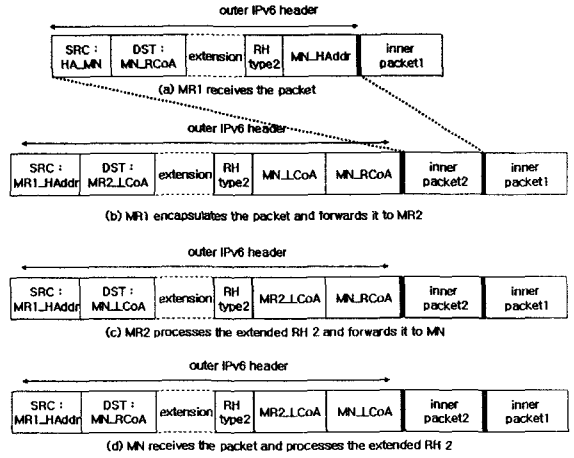 outer IPv6 header
SRC : HA_MN
DST : MN_RCoA
extension
RH type2
MN_HAddr
inner packet1
(a) MR1 receives the packet
outer IPv6 header
SRC : MR1_HAddr
DST : MR2_LCoA
extension
RH type2
MN_LCoA
MN_RCoA
inner packet2
inner packet1
(b) MR1 encapsulates the packet and forwards it to MR2
outer IPv6 header
SRC : MR1_HAddr
DST : MN_LCoA
extension
RH type2
MR2_LCoA
MN_RCoA
inner packet2
inner packet1
(c) MR2 processes the extended RH 2 and forwards it to MN
outer IPv6 header
SRC : MR1_HAddr
DST : MN_RCoA
extension
RH type2
MR2_LCoA
MN_LCoA
inner packet2
inner packet1
(d) MN receives the packet and processes the extended RH 2